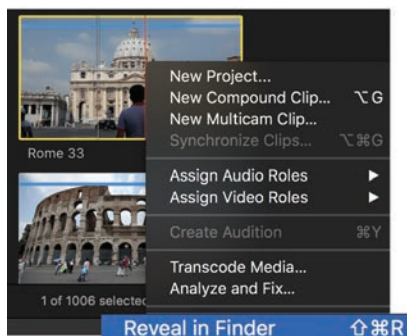 New Project...
New Compound Clip... ⌥G
New Multicam Clip...
Synchronize Clips... ⌥⌘G
Rome 33
Assign Audio Roles ▶
Assign Video Roles ▶
Create Audition ⌘Y
Transcode Media...
Analyze and Fix...
1 of 1006 selected
Reveal in Finder ⇧⌘R